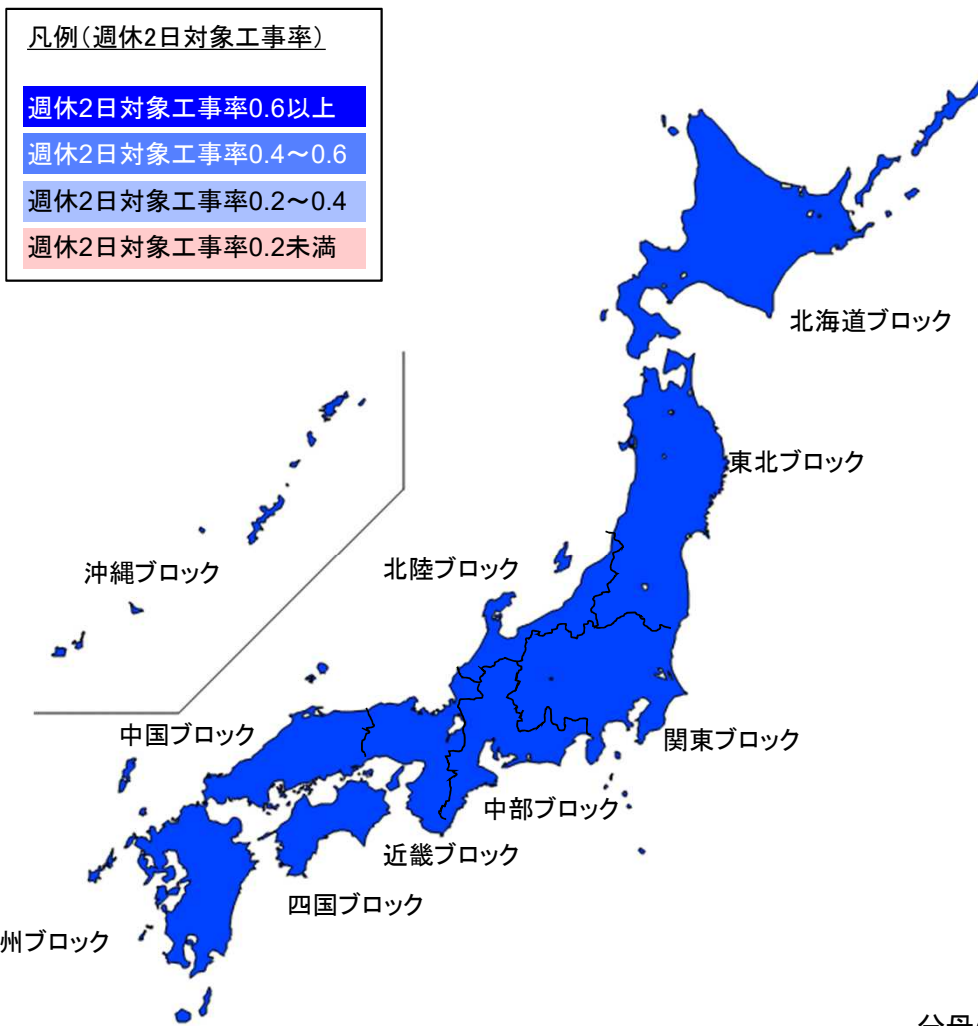 凡例(週休2日対象工事率)
週休2日対象工事率0.6以上
週休2日対象工事率0.4～0.6
週休2日対象工事率0.2～0.4
週休2日対象工事率0.2未満
北海道ブロック
東北ブロック
北陸ブロック
沖縄ブロック
中国ブロック
関東ブロック
中部ブロック
近畿ブロック
四国ブロック
州ブロック